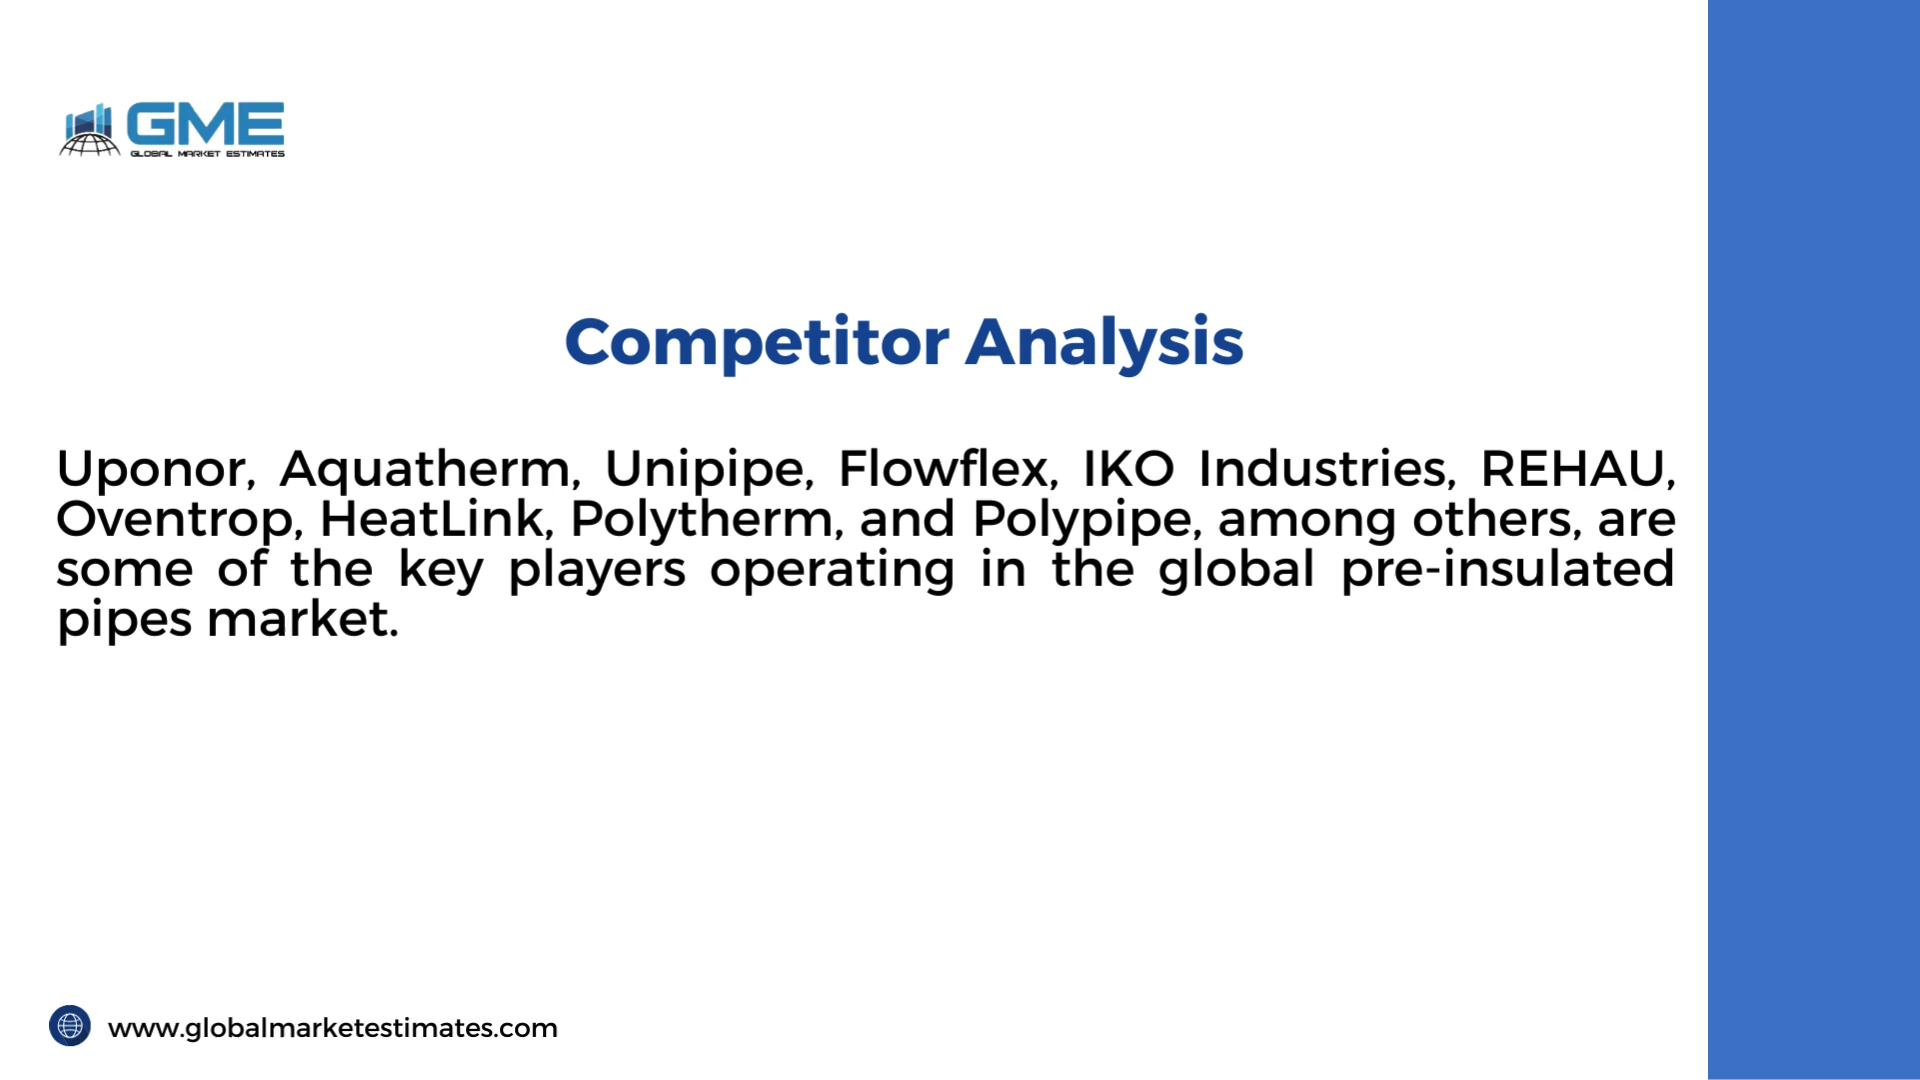 GME
GLOBAL MARKET ESTIMATES
Competitor Analysis
Uponor, Aquatherm, Unipipe, Flowflex, IKO Industries, REHAU,
Oventrop, HeatLink, Polytherm, and Polypipe, among others, are
some of the key players operating in the global pre-insulated
pipes market.
www.globalmarketestimates.com